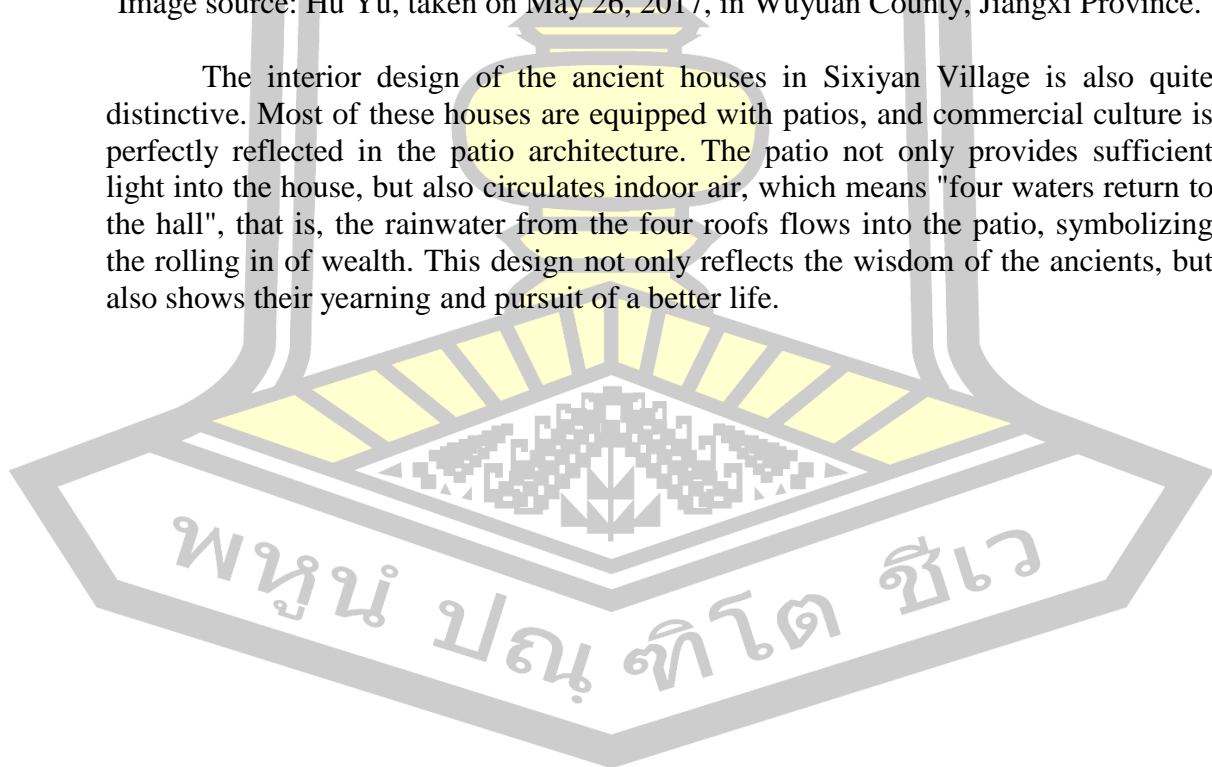 Image source: Hu Yu, taken on May 26, 2017, in Wuyuan County, Jiangxi Province.
The interior design of the ancient houses in Sixiyan Village is also quite
distinctive. Most of these houses are equipped with patios, and commercial culture is
perfectly reflected in the patio architecture. The patio not only provides sufficient
light into the house, but also circulates indoor air, which means "four waters return to
the hall", that is, the rainwater from the four roofs flows into the patio, symbolizing
the rolling in of wealth. This design not only reflects the wisdom of the ancients, but
also shows their yearning and pursuit of a better life.
พหูนํ ปณฺ ฑิโต ชีเว